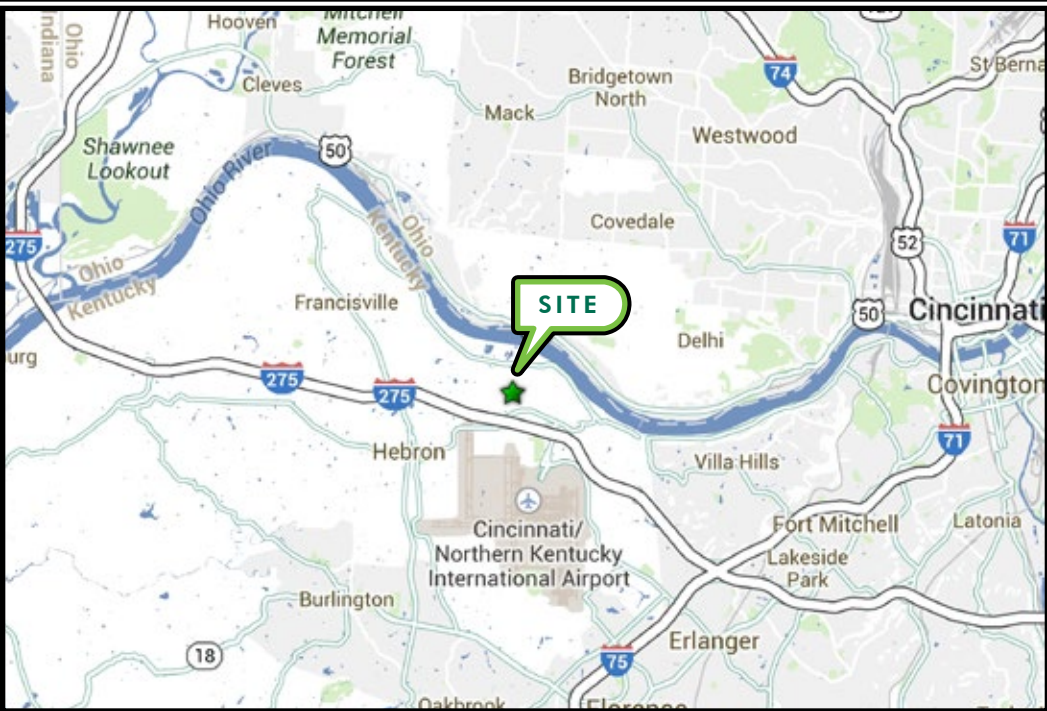 Hooven
Mitchell
Memorial
Forest
Ohio
Indiana
Cleves
Bridgetown
North
74
St Berna
Mack
Westwood
Shawnee
Lookout
50
Ohio River
Ohio
Kentucky
Covedale
52
71
275
Ohio
Kentucky
Francisville
SITE
50
Cincinnati
Delhi
urg
275
275
Covington
Hebron
71
Villa Hills
Cincinnati/
Northern Kentucky
International Airport
Fort Mitchell
Latonia
Lakeside
Park
Burlington
Erlanger
18
75
Oakbrook
Florence